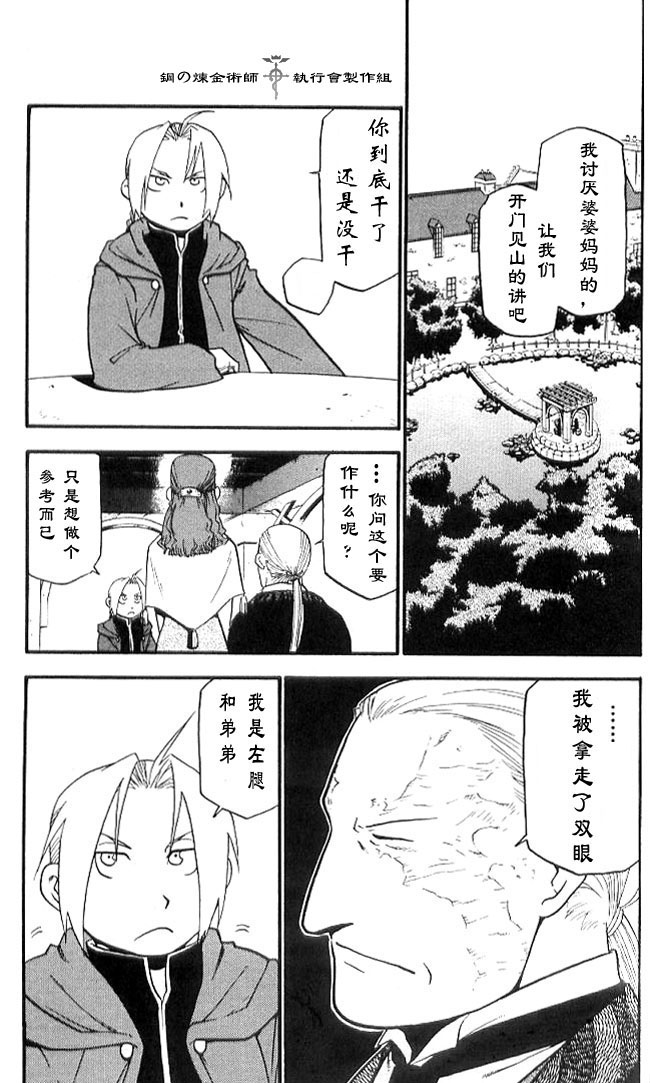 鋼の煉金術師 執行會製作組
我讨厌婆婆妈妈的，
让我们
开门见山的讲吧
你到底干了
还是没干
…你问这个要
作什么呢？
只是想做个
参考而已
……
我被拿走了双眼
我是左腿
和弟弟